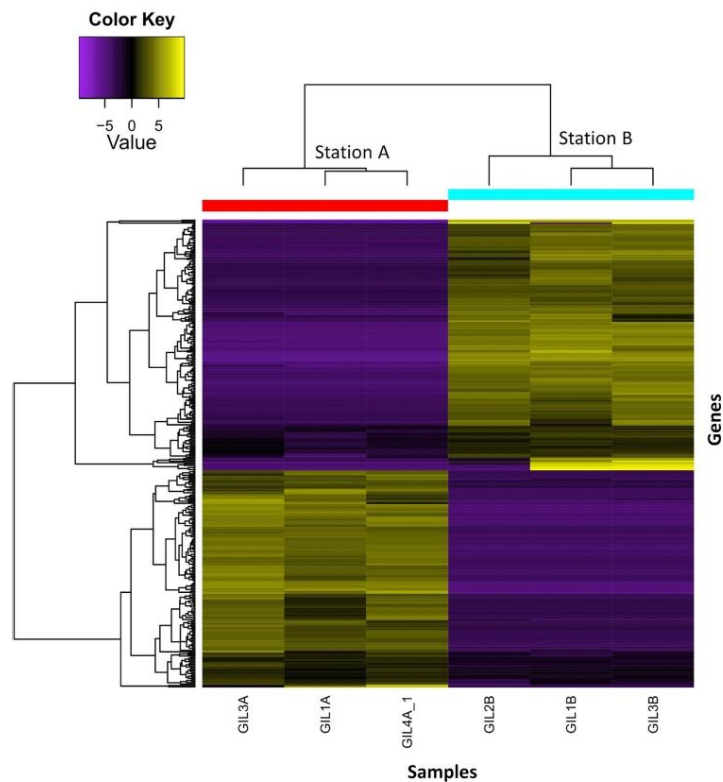 Color Key
−5 0 5
Value
Station A
Station B
Genes
GIL3A
GIL1A
GIL4A_1
GIL2B
GIL1B
GIL3B
Samples